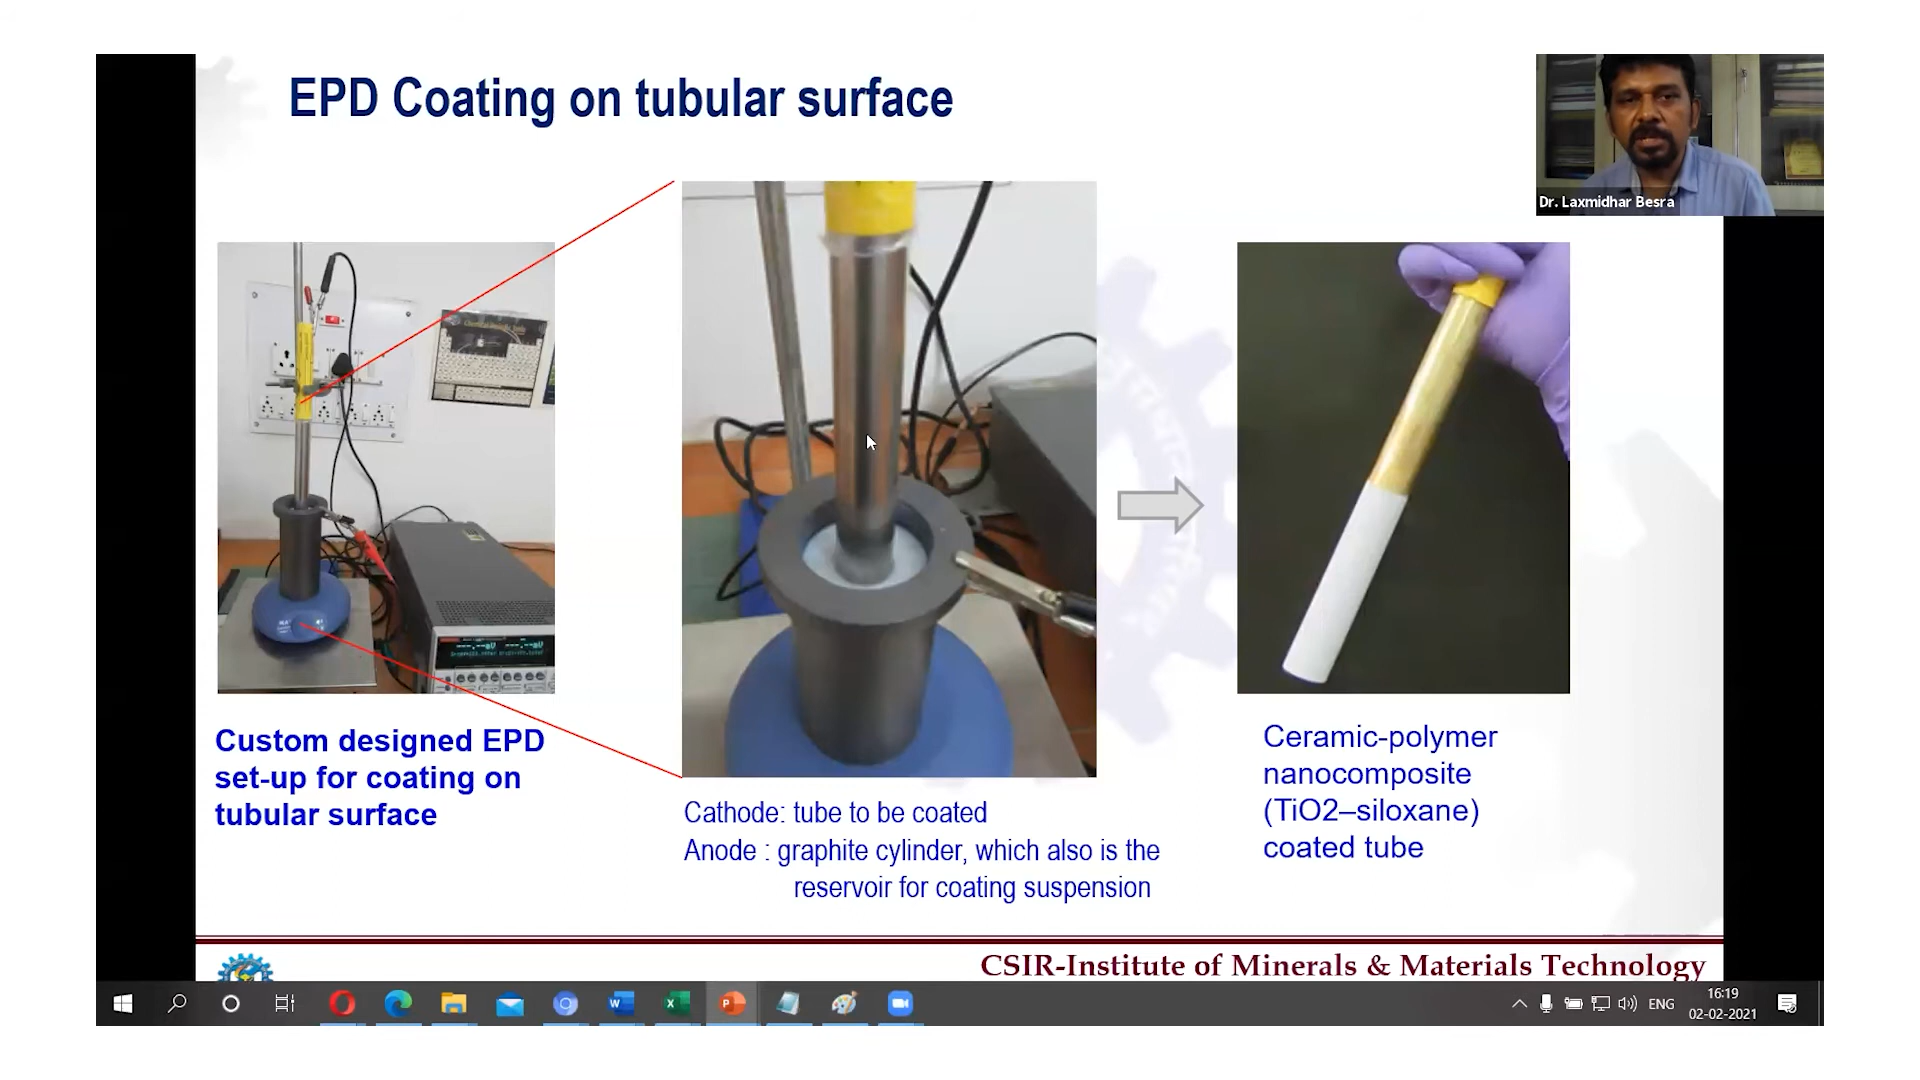 EPD Coating on tubular surface
Dr. Laxmidhar Besra
Custom designed EPD
set-up for coating on
tubular surface
Cathode: tube to be coated
Anode : graphite cylinder, which also is the
reservoir for coating suspension
Ceramic-polymer
nanocomposite
(TiO2–siloxane)
coated tube
CSIR-Institute of Minerals & Materials Technology
ENG
16:19
02-02-2021